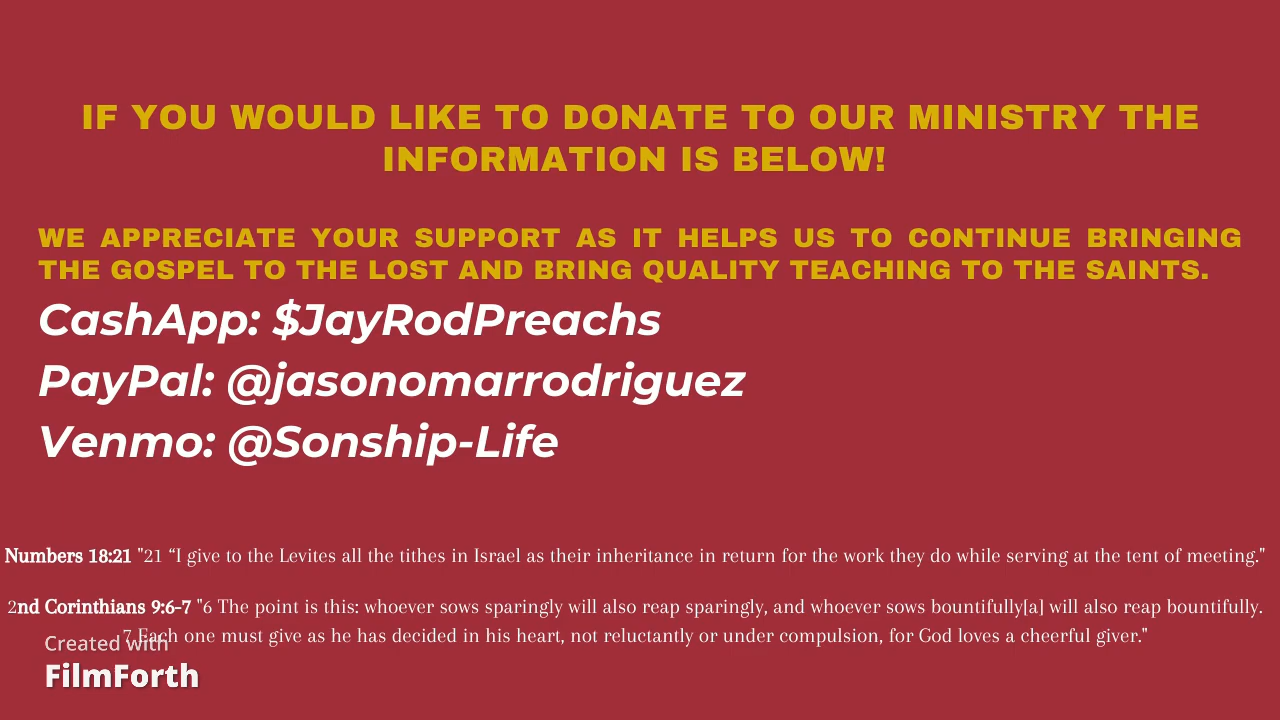 IF YOU WOULD LIKE TO DONATE TO OUR MINISTRY THE
INFORMATION IS BELOW!
WE APPRECIATE YOUR SUPPORT AS IT HELPS US TO CONTINUE BRINGING
THE GOSPEL TO THE LOST AND BRING QUALITY TEACHING TO THE SAINTS.
CashApp: $JayRodPreachs
PayPal: @jasonomarrodriguez
Venmo: @Sonship-Life
Numbers 18:21 "21 “I give to the Levites all the tithes in Israel as their inheritance in return for the work they do while serving at the tent of meeting."
2nd Corinthians 9:6-7 "6 The point is this: whoever sows sparingly will also reap sparingly, and whoever sows bountifully[a] will also reap bountifully.
7 Each one must give as he has decided in his heart, not reluctantly or under compulsion, for God loves a cheerful giver."
Created with
FilmForth